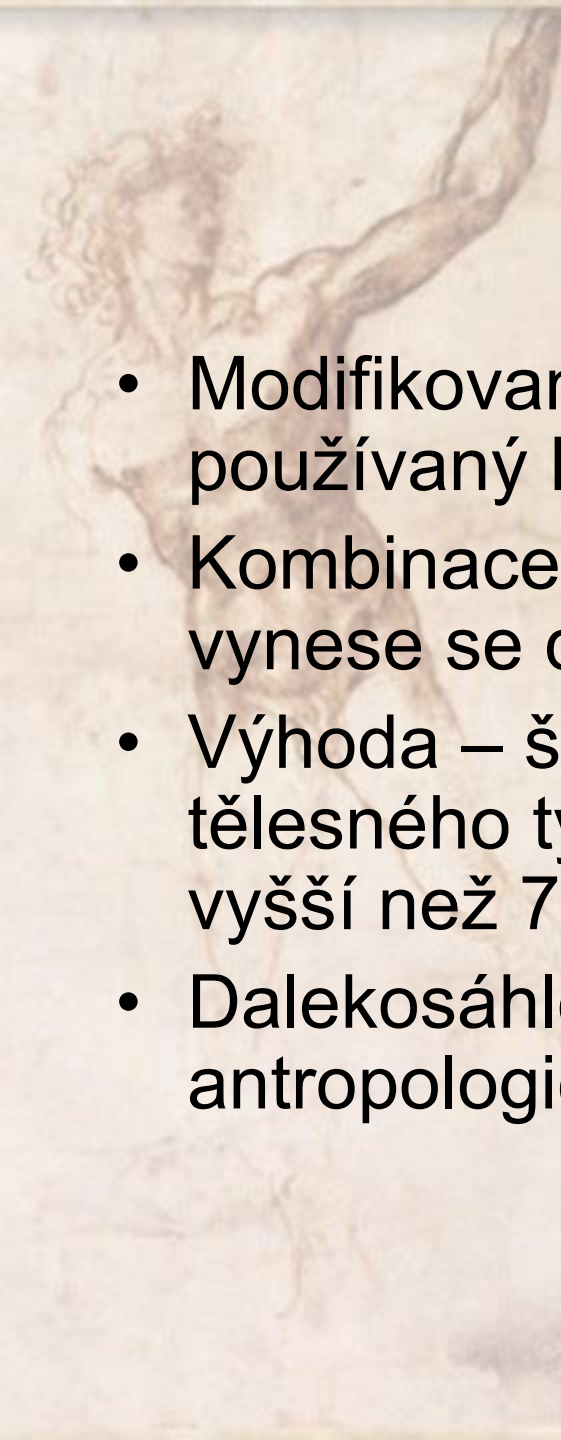 • Modifikovan
používaný
• Kombinace
vynese se
• Výhoda – š
tělesného ty
vyšší než 7
• Dalekosáhl
antropologi